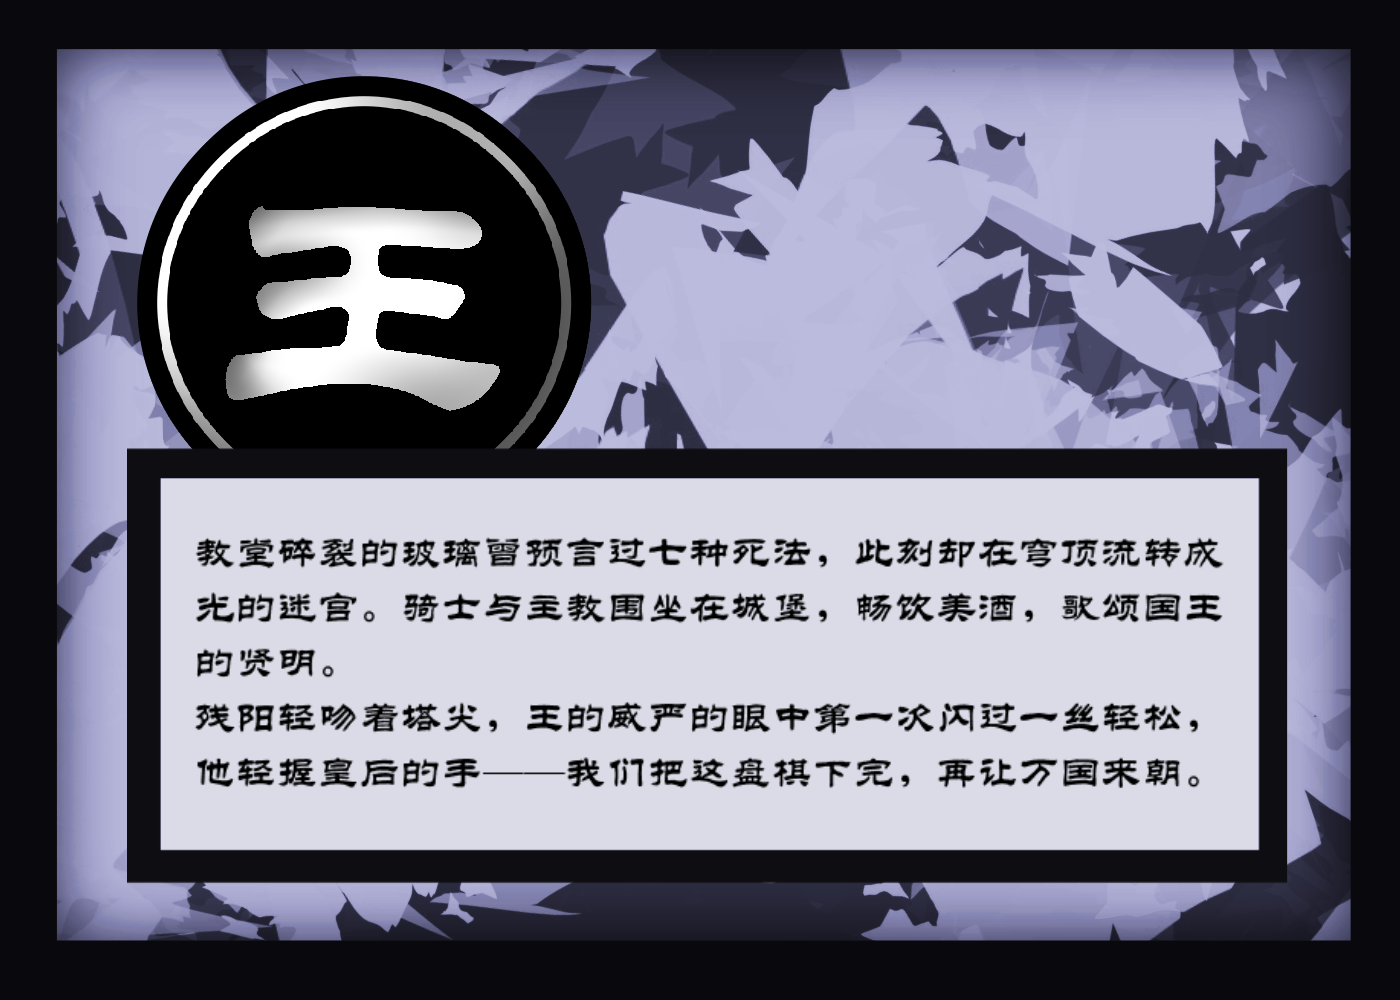 王
教堂碎裂的玻璃曾预言过七种死法，此刻却在穹顶流转成
光的迷宫。骑士与主教围坐在城堡，畅饮美酒，歌颂国王
的贤明。
残阳轻吻着塔尖，王的威严的眼中第一次闪过一丝轻松，
他轻握皇后的手——我们把这盘棋下完，再让万国来朝。